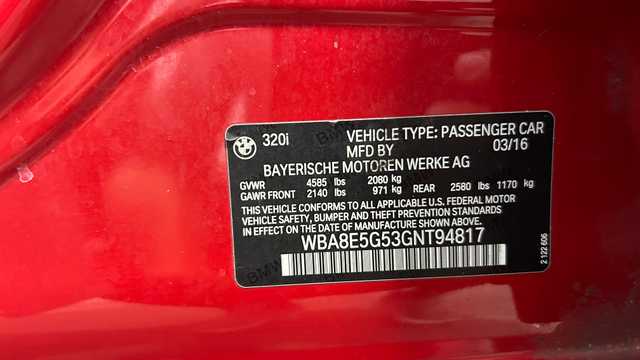 320i VEHICLE TYPE: PASSENGER CAR
MFD BY 03/16
BAYERISCHE MOTOREN WERKE AG
GVWR 4585 lbs 2080 kg
GAWR FRONT 2140 lbs 971 kg REAR 2580 lbs 1170 kg
THIS VEHICLE CONFORMS TO ALL APPLICABLE U.S. FEDERAL MOTOR
VEHICLE SAFETY, BUMPER AND THEFT PREVENTION STANDARDS
IN EFFECT ON THE DATE OF MANUFACTURE SHOWN ABOVE.
WBA8E5G53GNT94817
2 122 606
BMW